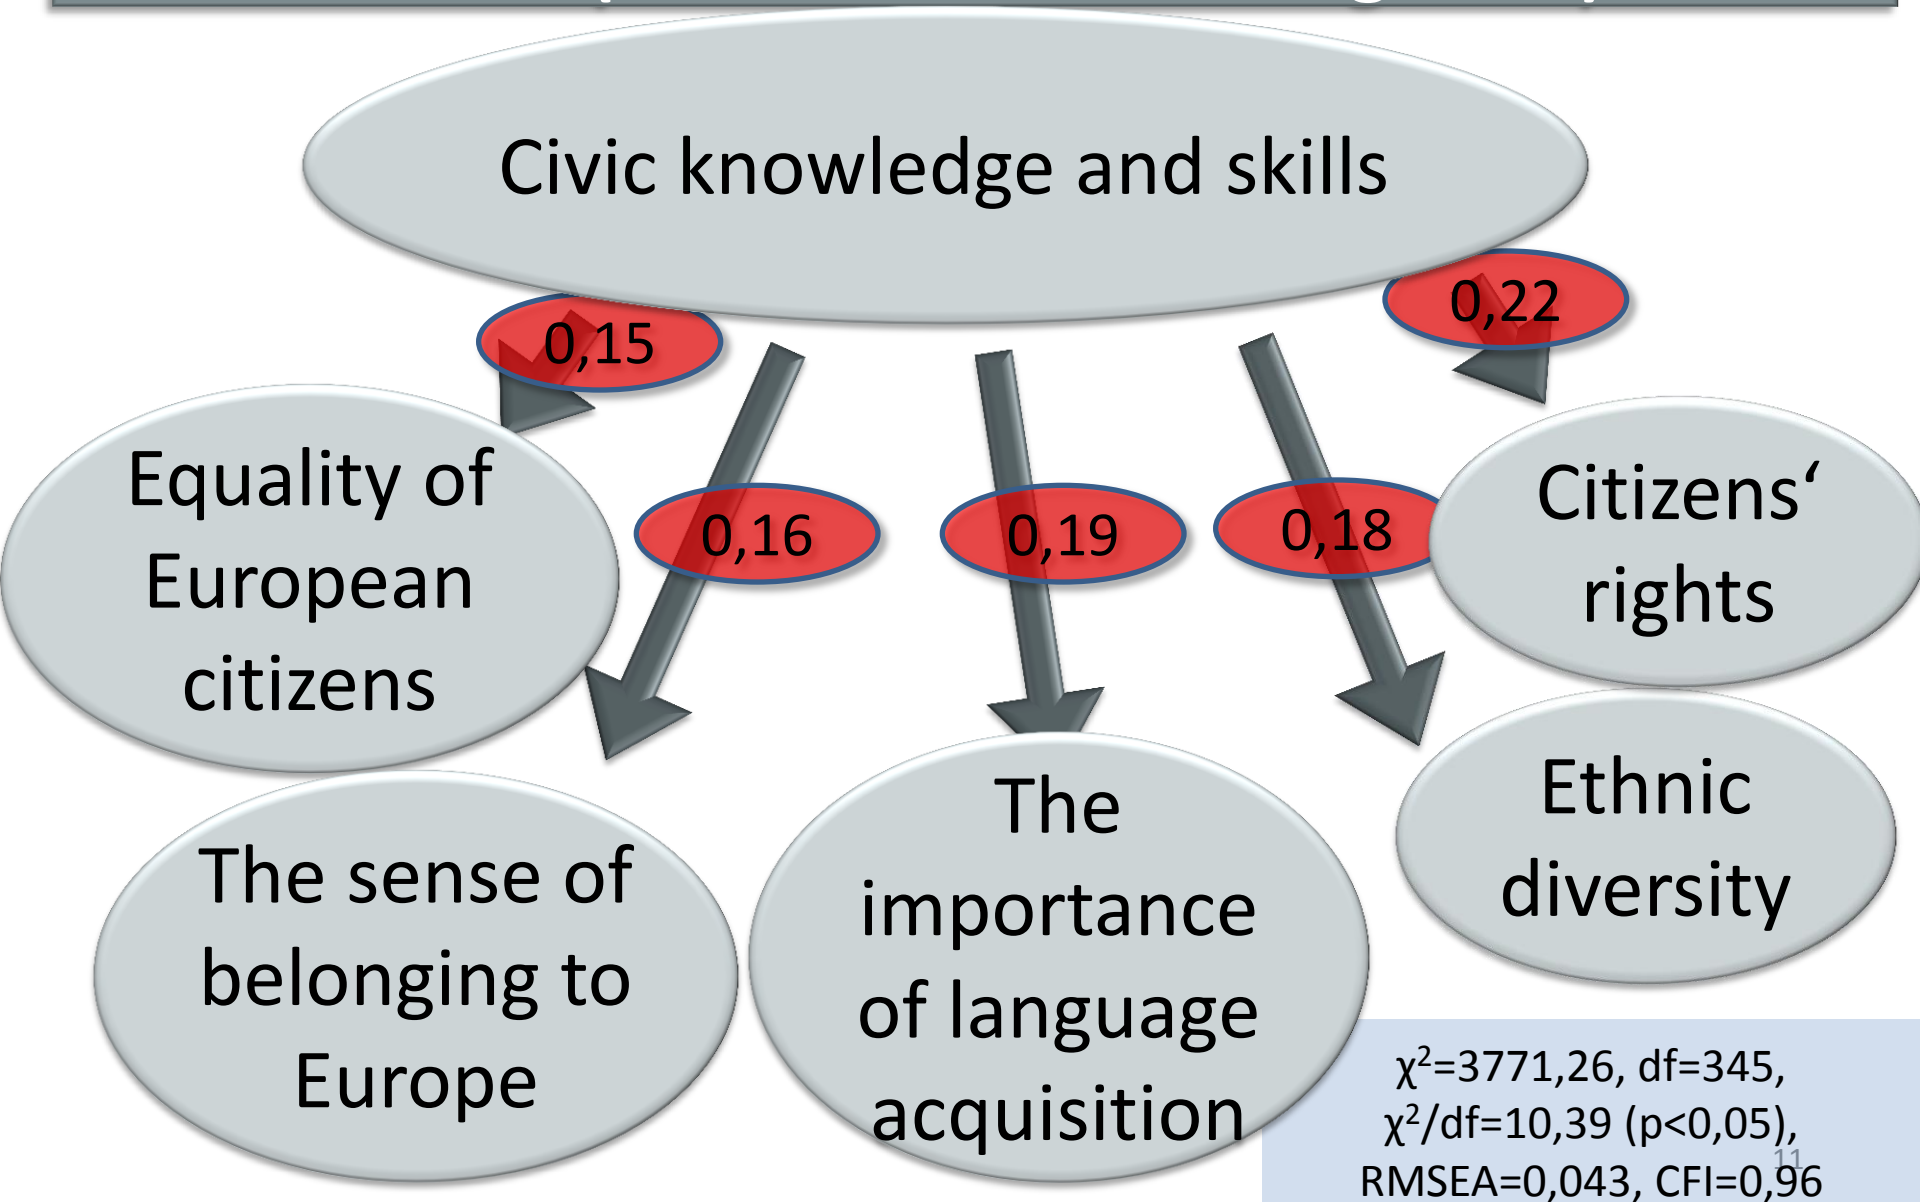 Civic knowledge and skills
0,15
0,22
0,16
0,19
0,18
Equality of
European
citizens
Citizens‘
rights
The sense of
belonging to
Europe
The
importance
of language
acquisition
Ethnic
diversity
χ²=3771,26, df=345,
χ²/df=10,39 (p<0,05),
RMSEA=0,043, CFI=0,96
11